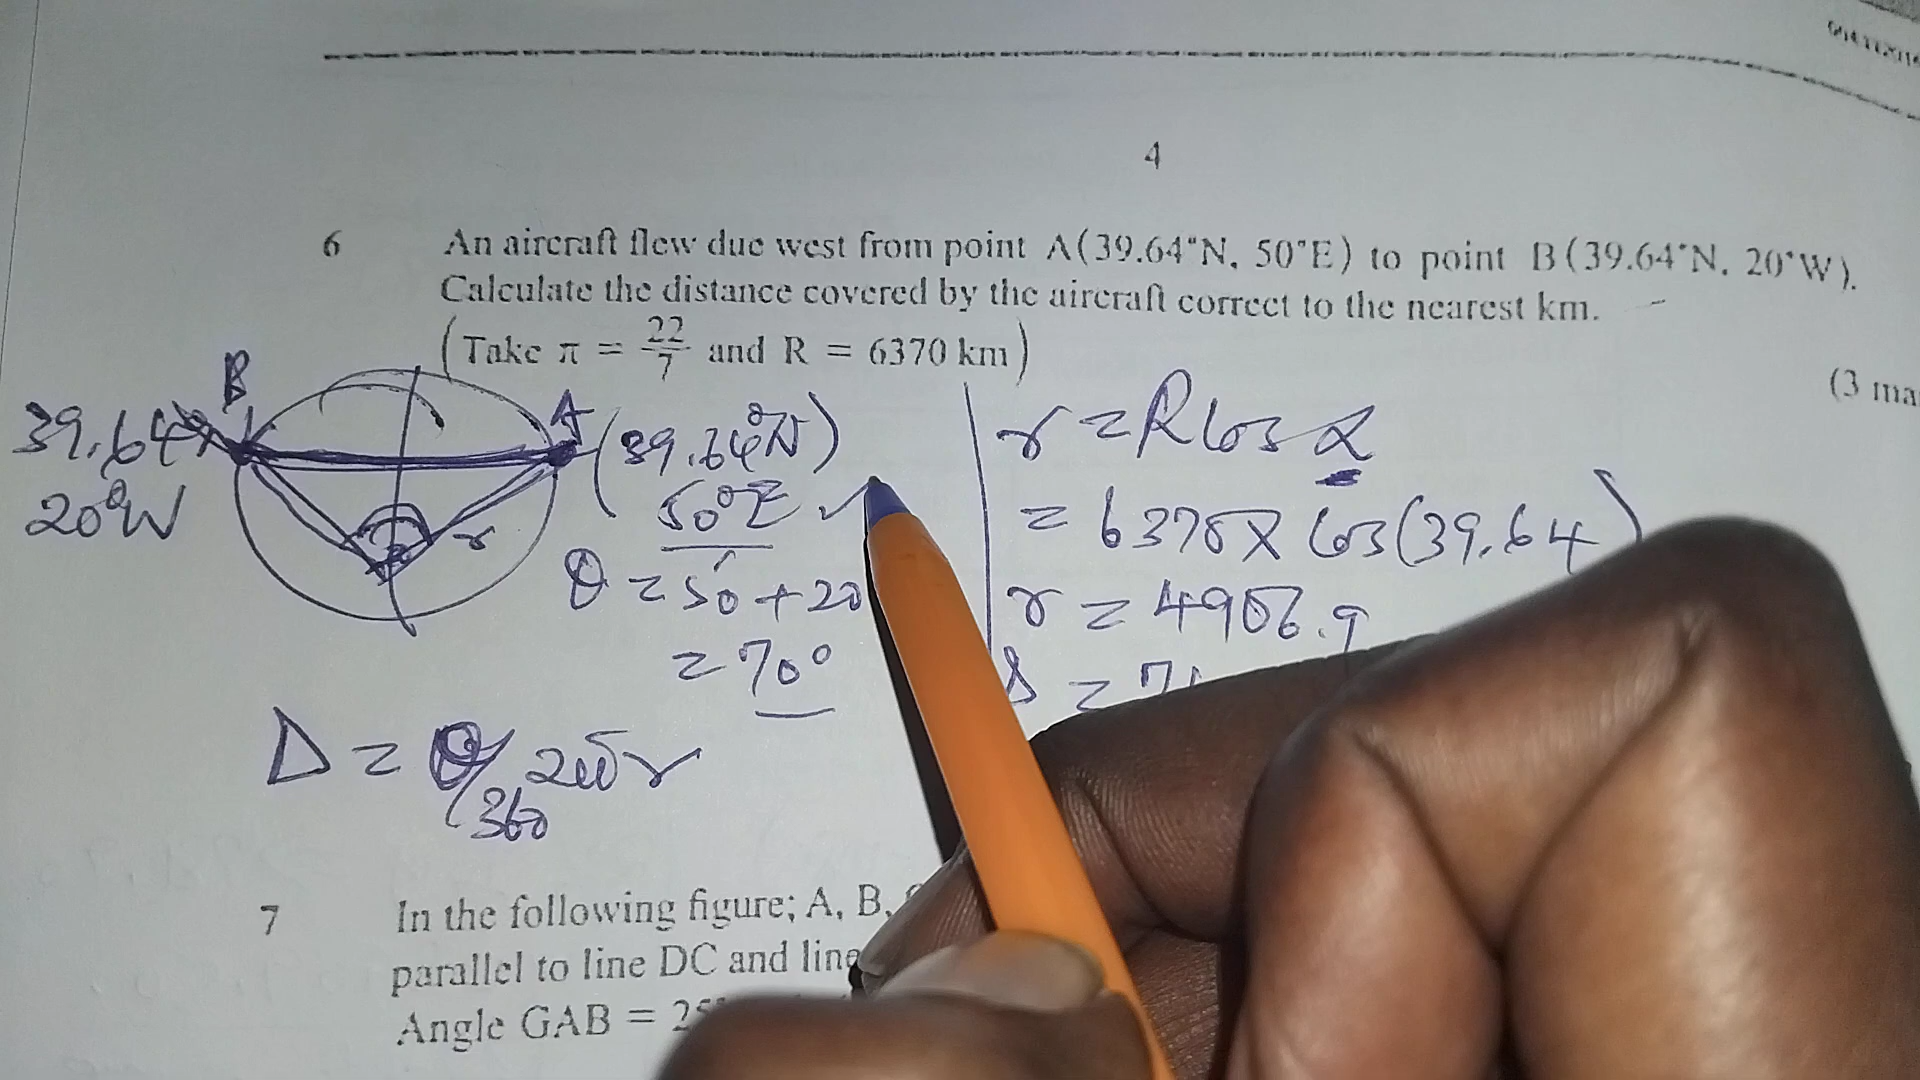 4
6 An aircraft flew due west from point A(39.64°N, 50°E) to point B(39.64°N, 20°W).
Calculate the distance covered by the aircraft correct to the nearest km.
(Take π = 22/7 and R = 6370 km)
(3 ma
B
A
39.64
20°W
(39.64°N)
50°E ✓
r
θ = 50 + 20
= 70°
Δ = θ/360 2πr
r = R cos α
= 6370 x cos(39.64)
r = 4906.9
7 In the following figure; A, B,
parallel to line DC and line
Angle GAB = 25°